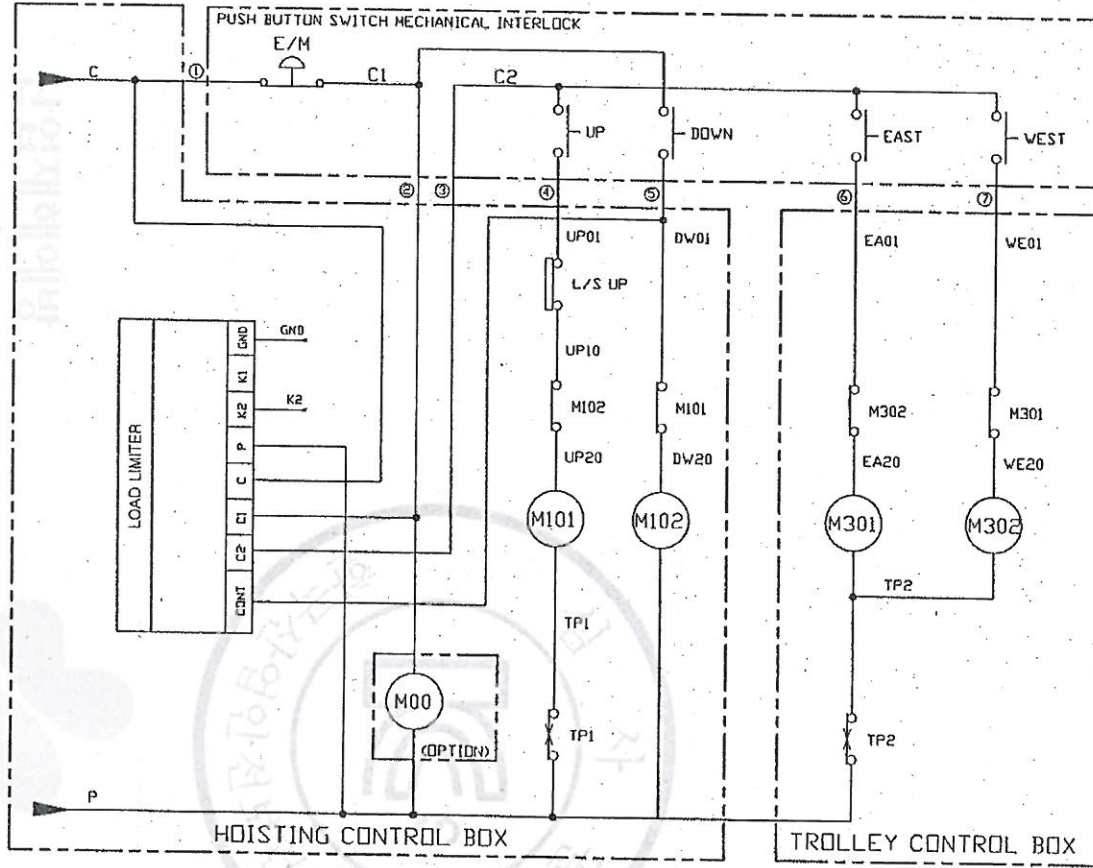 PUSH BUTTON SWITCH MECHANICAL INTERLOCK
E/M
C
①
C1
C2
UP
DOWN
EAST
WEST
②
③
④
⑤
⑥
⑦
UP01
DW01
EA01
WE01
L/S UP
UP10
M102
M101
M302
M301
UP20
DW20
EA20
WE20
M101
M102
M301
M302
LOAD LIMITER
GND
GND
K1
K2
K2
P
C
C1
C2
CONT
TP1
TP2
M00
(OPTION)
TP1
TP2
P
HOISTING CONTROL BOX
TROLLEY CONTROL BOX